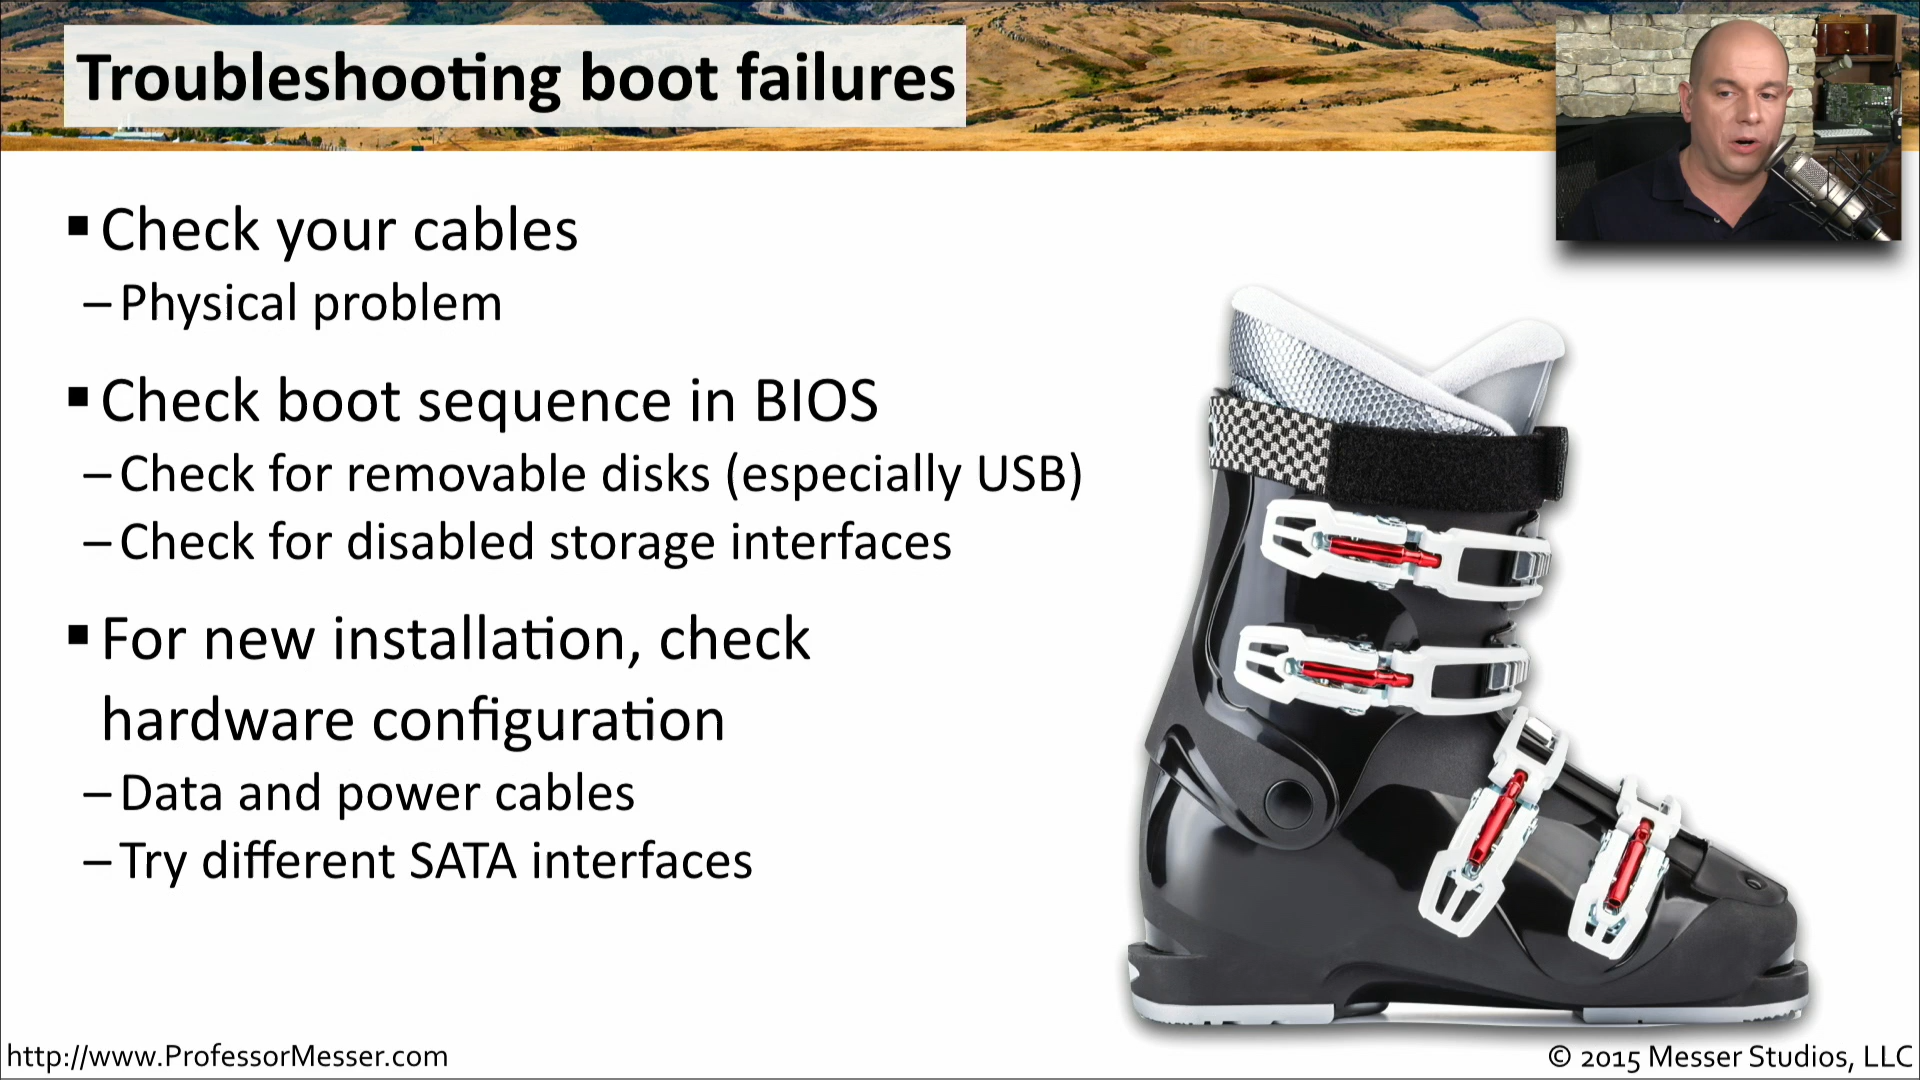 Troubleshooting boot failures
▪ Check your cables
– Physical problem
▪ Check boot sequence in BIOS
– Check for removable disks (especially USB)
– Check for disabled storage interfaces
▪ For new installation, check
hardware configuration
– Data and power cables
– Try different SATA interfaces
http://www.ProfessorMesser.com
© 2015 Messer Studios, LLC